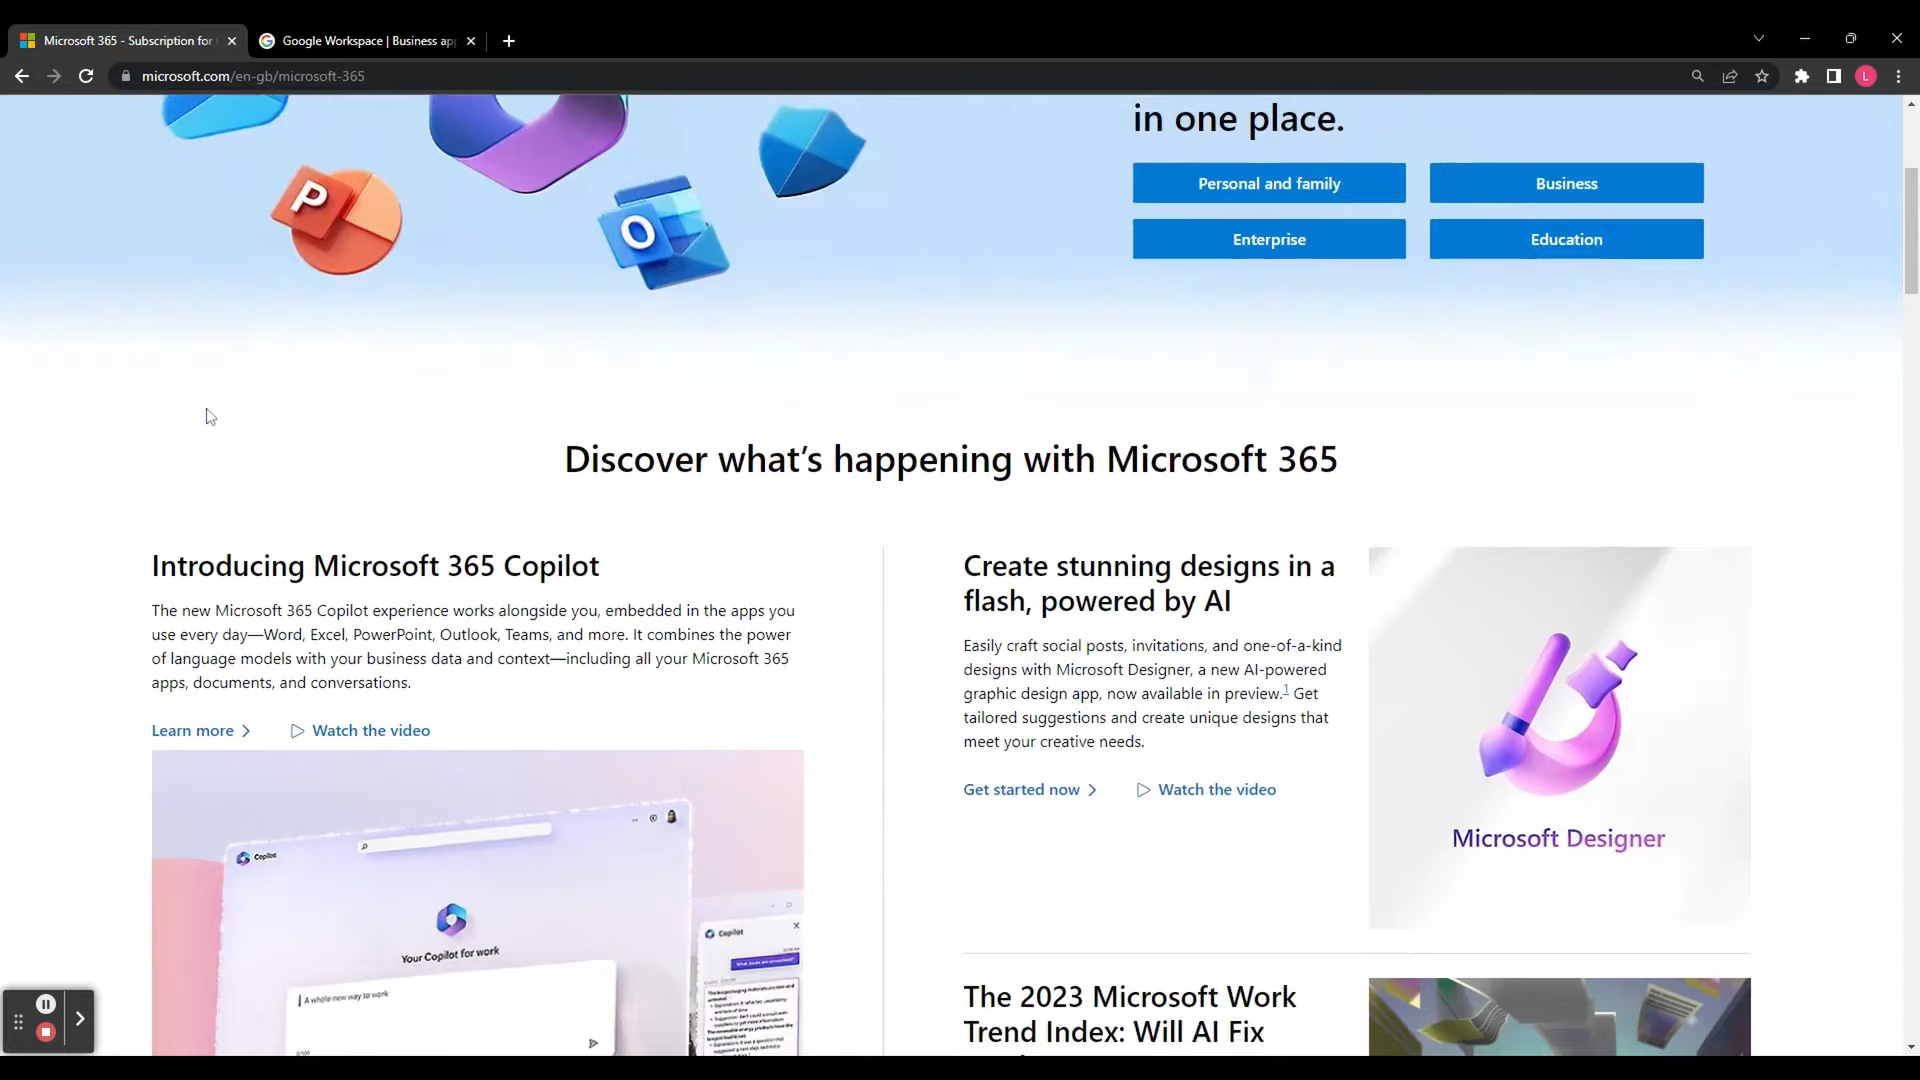 Microsoft 365 - Subscription for
Google Workspace | Business app
microsoft.com/en-gb/microsoft-365
L
P
O
in one place.
Personal and family
Business
Enterprise
Education
Discover what’s happening with Microsoft 365
Introducing Microsoft 365 Copilot
The new Microsoft 365 Copilot experience works alongside you, embedded in the apps you
use every day—Word, Excel, PowerPoint, Outlook, Teams, and more. It combines the power
of language models with your business data and context—including all your Microsoft 365
apps, documents, and conversations.
Learn more
Watch the video
Copilot
Your Copilot for work
A whole new way to work
Copilot
Create stunning designs in a
flash, powered by AI
Easily craft social posts, invitations, and one-of-a-kind
designs with Microsoft Designer, a new AI-powered
graphic design app, now available in preview.1 Get
tailored suggestions and create unique designs that
meet your creative needs.
Get started now
Watch the video
Microsoft Designer
The 2023 Microsoft Work
Trend Index: Will AI Fix